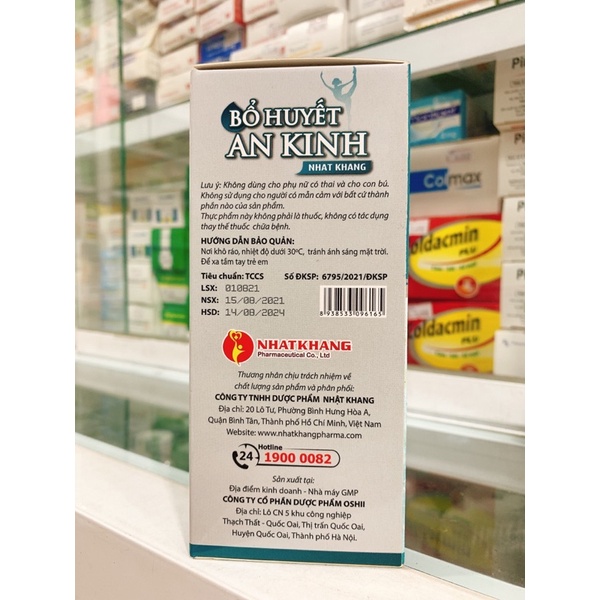 BỔ HUYẾT
AN KINH
NHAT KHANG
Lưu ý: Không dùng cho phụ nữ có thai và cho con bú.
Không sử dụng cho người có mẫn cảm với bất cứ thành
phần nào của sản phẩm.
Thực phẩm này không phải là thuốc, không có tác dụng
thay thế thuốc chữa bệnh.
HƯỚNG DẪN BẢO QUẢN:
Nơi khô ráo, nhiệt độ dưới 30ºC, tránh ánh sáng mặt trời.
Để xa tầm tay trẻ em
Tiêu chuẩn: TCCS Số ĐKSP: 6795/2021/ĐKSP
LSX: 010821
NSX: 15/08/2021
HSD: 14/08/2024
8 938533 096165
NHATKHANG
Pharmaceutical Co., Ltd
Thương nhân chịu trách nhiệm về
chất lượng sản phẩm và phân phối:
CÔNG TY TNHH DƯỢC PHẨM NHẬT KHANG
Địa chỉ: 20 Lô Tư, Phường Bình Hưng Hòa A,
Quận Bình Tân, Thành phố Hồ Chí Minh, Việt Nam
Website: www.nhatkhangpharma.com
Hotline
24 1900 0082
Sản xuất tại:
Địa điểm kinh doanh - Nhà máy GMP
CÔNG TY CỔ PHẦN DƯỢC PHẨM OSHII
Địa chỉ: Lô CN 5 khu công nghiệp
Thạch Thất - Quốc Oai, Thị trấn Quốc Oai,
Huyện Quốc Oai, Thành phố Hà Nội.
Colmax
oldacmin
oldacmin